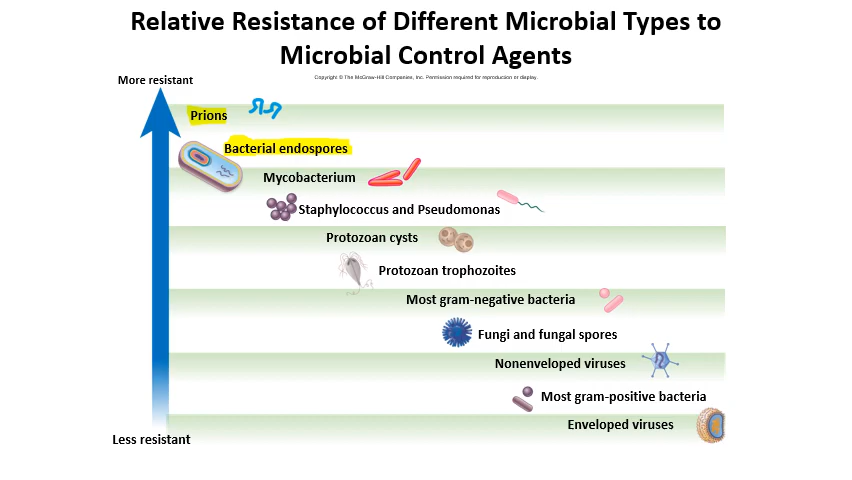 Relative Resistance of Different Microbial Types to
Microbial Control Agents
Copyright © The McGraw-Hill Companies, Inc. Permission required for reproduction or display.
More resistant
Prions
Bacterial endospores
Mycobacterium
Staphylococcus and Pseudomonas
Protozoan cysts
Protozoan trophozoites
Most gram-negative bacteria
Fungi and fungal spores
Nonenveloped viruses
Most gram-positive bacteria
Enveloped viruses
Less resistant